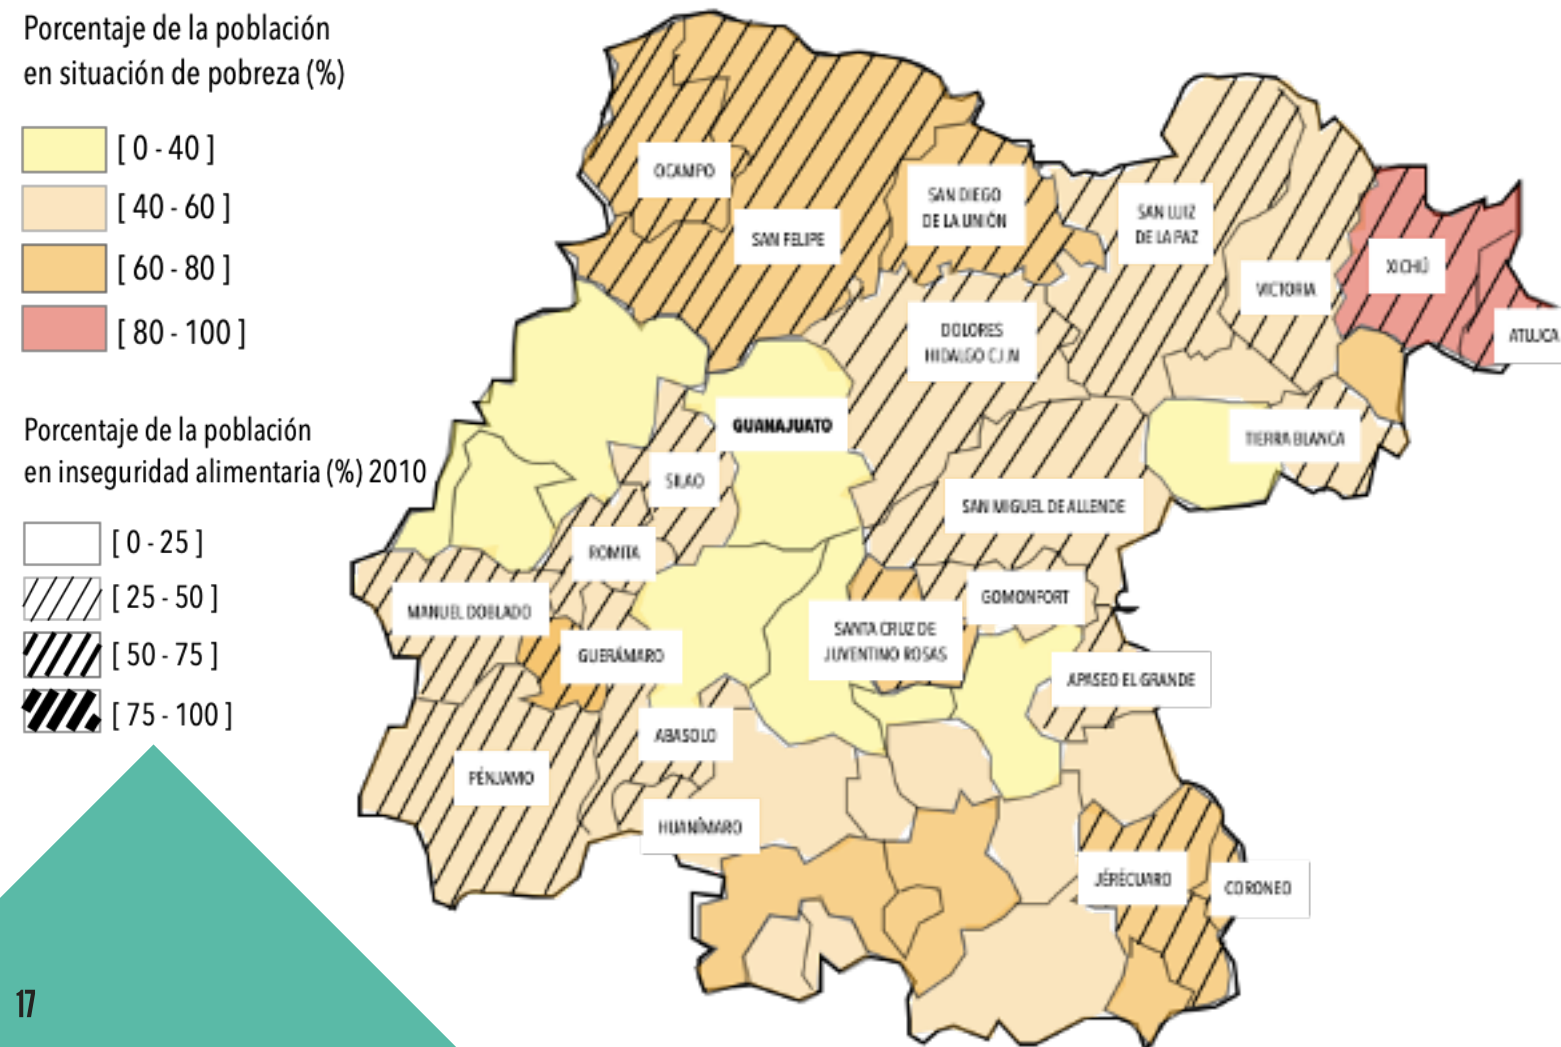 Porcentaje de la población
en situación de pobreza (%)
[ 0 - 40 ]
[ 40 - 60 ]
[ 60 - 80 ]
[ 80 - 100 ]
Porcentaje de la población
en inseguridad alimentaria (%) 2010
[ 0 - 25 ]
[ 25 - 50 ]
[ 50 - 75 ]
[ 75 - 100 ]
17
OCAMPO
SAN FELIPE
SAN DIEGO
DE LA UNIÓN
SAN LUIZ
DE LA PAZ
VICTORIA
XICHÚ
ATIJICA
DOLORES
HIDALGO C.I.N
GUANAJUATO
TIERRA BLANCA
SILAO
SAN MIGUEL DE ALLENDE
ROMITA
MANUEL DOBLADO
GOMONFORT
SANTA CRUZ DE
JUVENTINO ROSAS
GUERÁMARO
APASEO EL GRANDE
ABASOLO
PÉNJAMO
HUANÍMARO
JÉRÉCUARO
CORONEO